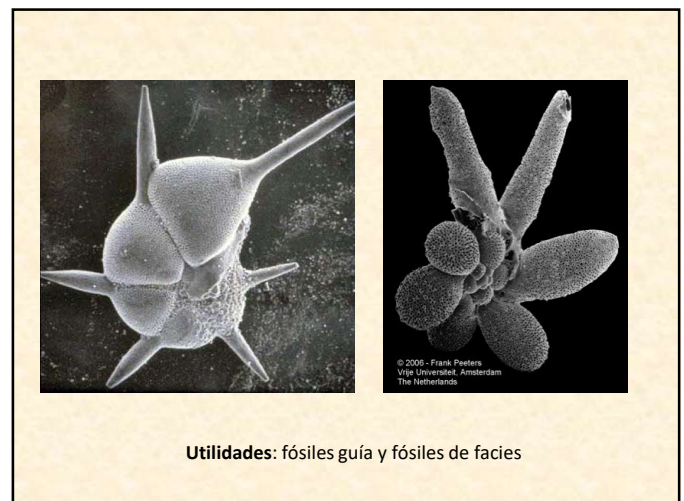 © 2006 - Frank Peeters
Vrije Universiteit, Amsterdam
The Netherlands
Utilidades: fósiles guía y fósiles de facies